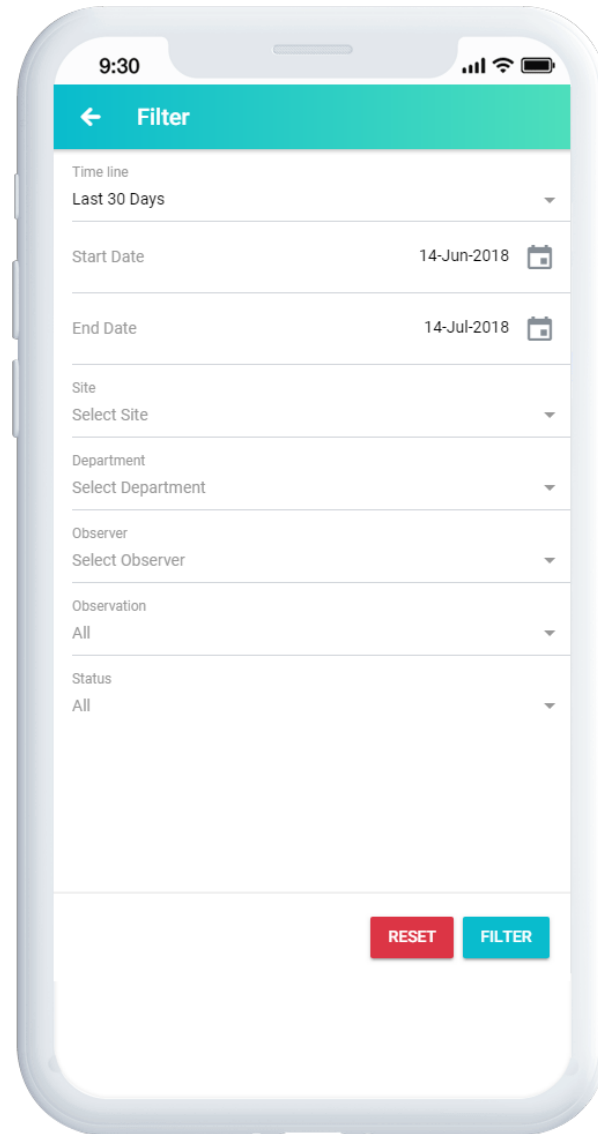 9:30
Filter
Time line
Last 30 Days
Start Date 14-Jun-2018
End Date 14-Jul-2018
Site
Select Site
Department
Select Department
Observer
Select Observer
Observation
All
Status
All
RESET FILTER